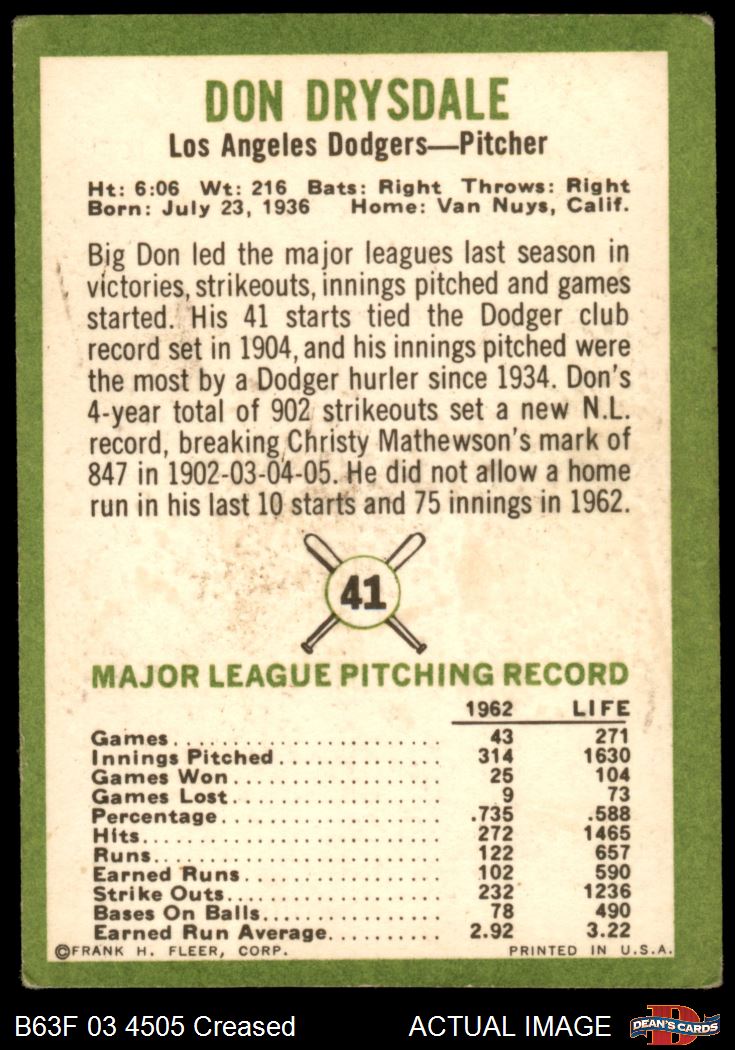 DON DRYSDALE
Los Angeles Dodgers—Pitcher
Ht: 6:06 Wt: 216 Bats: Right Throws: Right
Born: July 23, 1936 Home: Van Nuys, Calif.
Big Don led the major leagues last season in
victories, strikeouts, innings pitched and games
started. His 41 starts tied the Dodger club
record set in 1904, and his innings pitched were
the most by a Dodger hurler since 1934. Don's
4-year total of 902 strikeouts set a new N.L.
record, breaking Christy Mathewson's mark of
847 in 1902-03-04-05. He did not allow a home
run in his last 10 starts and 75 innings in 1962.
41
MAJOR LEAGUE PITCHING RECORD
1962 LIFE
Games 43 271
Innings Pitched 314 1630
Games Won 25 104
Games Lost 9 73
Percentage .735 .588
Hits 272 1465
Runs 122 657
Earned Runs 102 590
Strike Outs 232 1236
Bases On Balls 78 490
Earned Run Average 2.92 3.22
©FRANK H. FLEER, CORP. PRINTED IN U.S.A.
B63F 03 4505 Creased ACTUAL IMAGE D DEAN'S CARDS